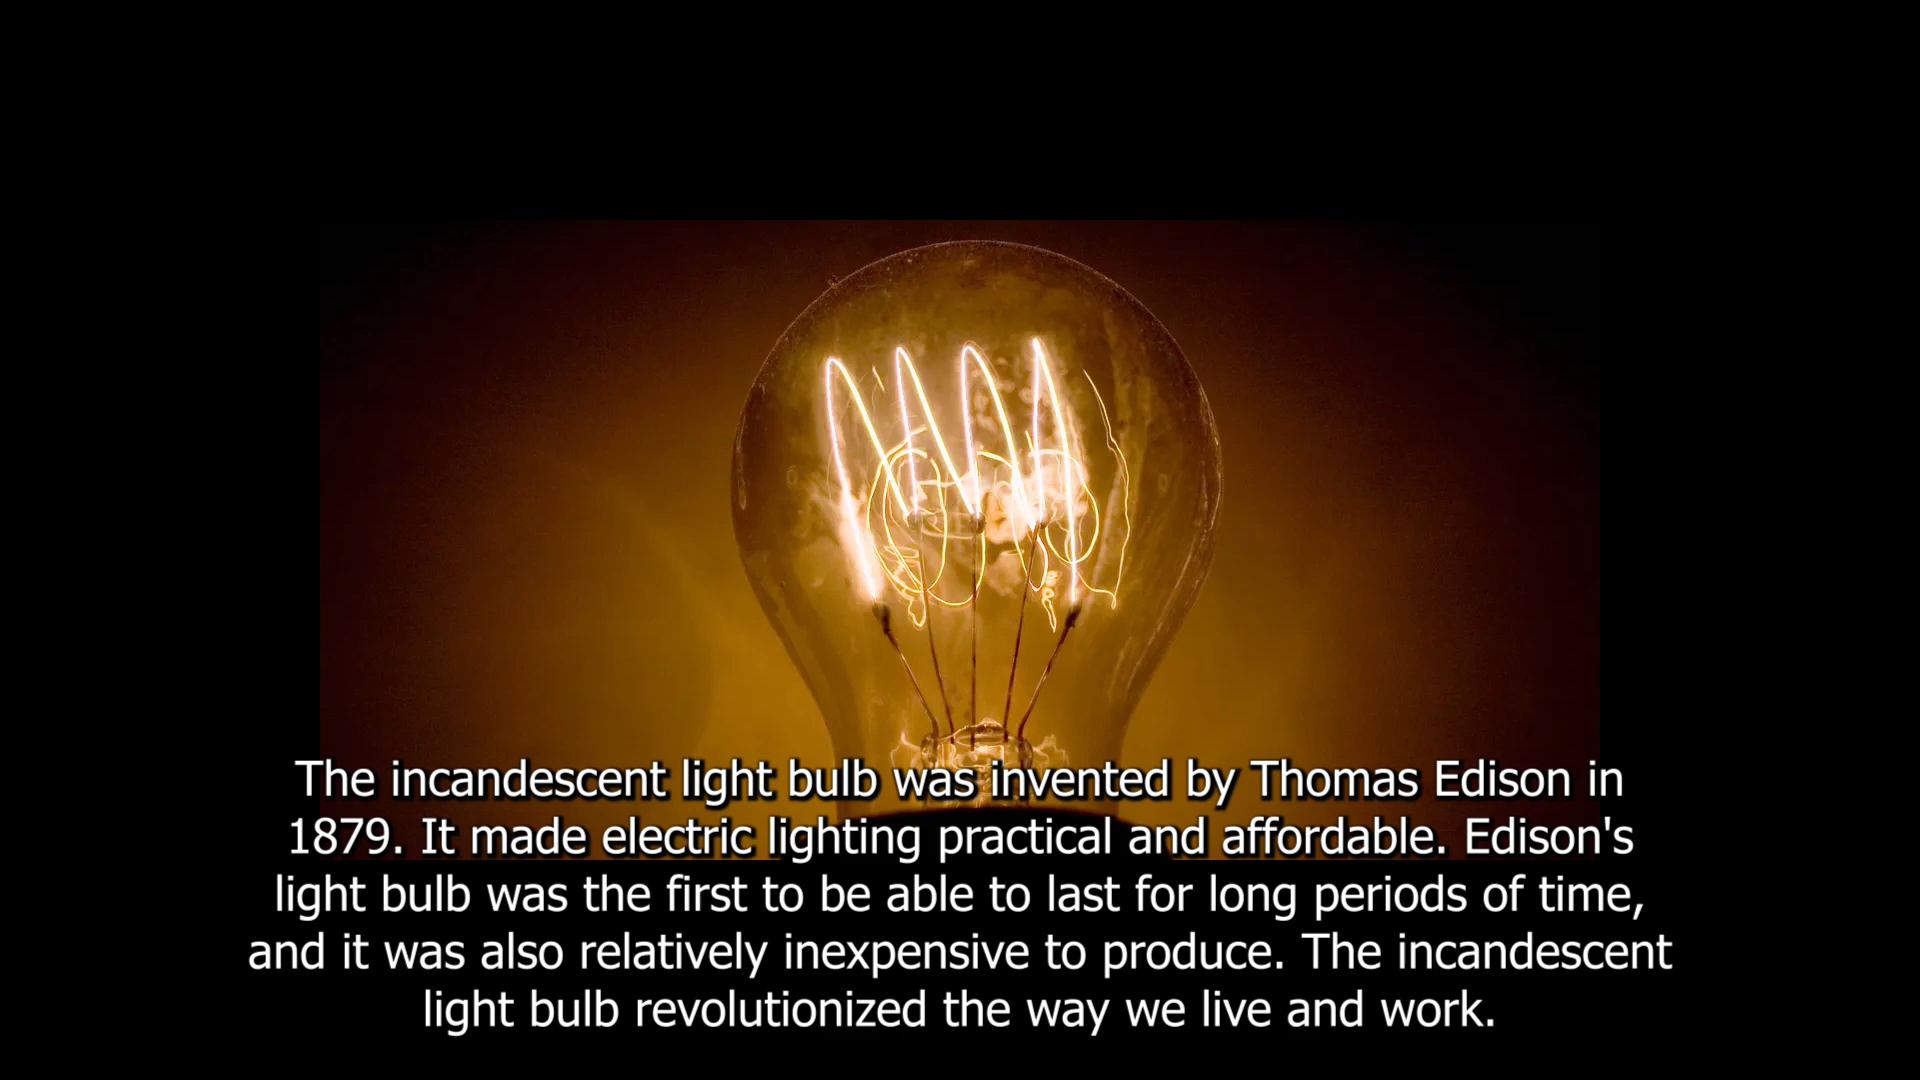 The incandescent light bulb was invented by Thomas Edison in
1879. It made electric lighting practical and affordable. Edison's
light bulb was the first to be able to last for long periods of time,
and it was also relatively inexpensive to produce. The incandescent
light bulb revolutionized the way we live and work.